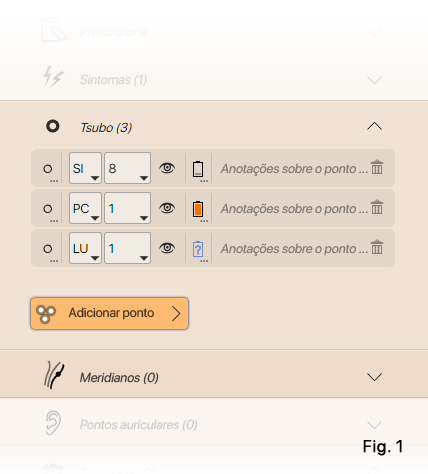 Prescrizione
Sintomas (1)
Tsubo (3)
SI 8 Anotações sobre o ponto ...
PC 1 Anotações sobre o ponto ...
LU 1 ? Anotações sobre o ponto ...
Adicionar ponto
Meridianos (0)
Pontos auriculares (0)
Fig. 1